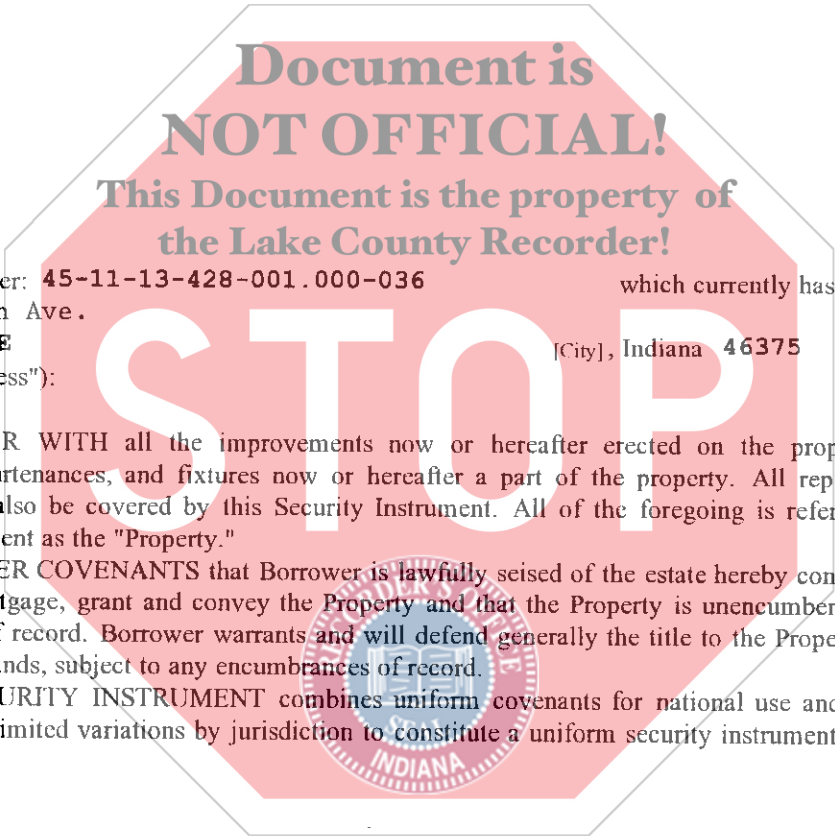 Document is
NOT OFFICIAL!
This Document is the property of
the Lake County Recorder!
er: 45-11-13-428-001.000-036 which currently has
n Ave.
E [City], Indiana 46375
ess"):
STOP
R WITH all the improvements now or hereafter erected on the prop
rtenances, and fixtures now or hereafter a part of the property. All rep
also be covered by this Security Instrument. All of the foregoing is refer
ent as the "Property."
ER COVENANTS that Borrower is lawfully seised of the estate hereby con
tgage, grant and convey the Property and that the Property is unencumber
f record. Borrower warrants and will defend generally the title to the Prope
nds, subject to any encumbrances of record.
URITY INSTRUMENT combines uniform covenants for national use and
imited variations by jurisdiction to constitute a uniform security instrument
RECORDER'S OFFICE
SEAL
INDIANA